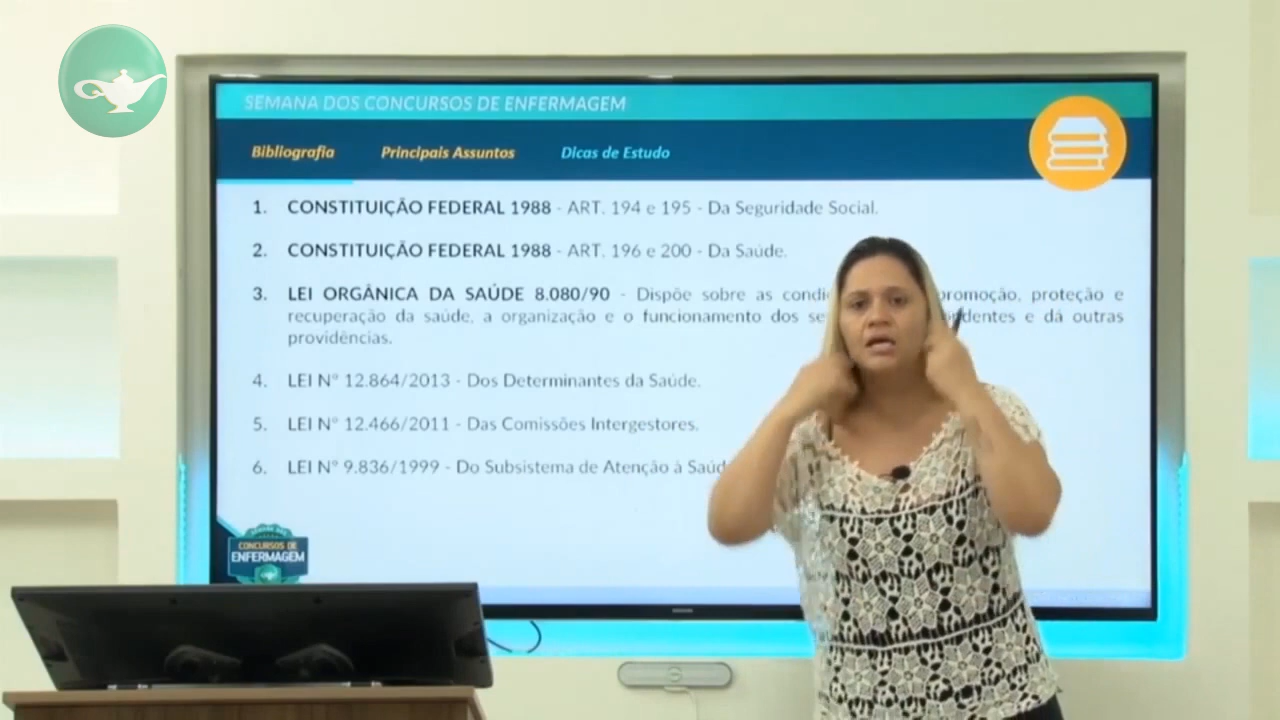 SEMANA DOS CONCURSOS DE ENFERMAGEM
Bibliografia Principais Assuntos Dicas de Estudo
1. CONSTITUIÇÃO FEDERAL 1988 - ART. 194 e 195 - Da Seguridade Social.
2. CONSTITUIÇÃO FEDERAL 1988 - ART. 196 e 200 - Da Saúde.
3. LEI ORGÂNICA DA SAÚDE 8.080/90 - Dispõe sobre as promoção, proteção e
recuperação da saúde, a organização e o funcionamento dos e dá outras
providências.
4. LEI Nº 12.864/2013 - Dos Determinantes da Saúde.
5. LEI Nº 12.466/2011 - Das Comissões Intergestores.
6. LEI Nº 9.836/1999 - Do Subsistema de Atenção à
CONCURSOS DE
ENFERMAGEM